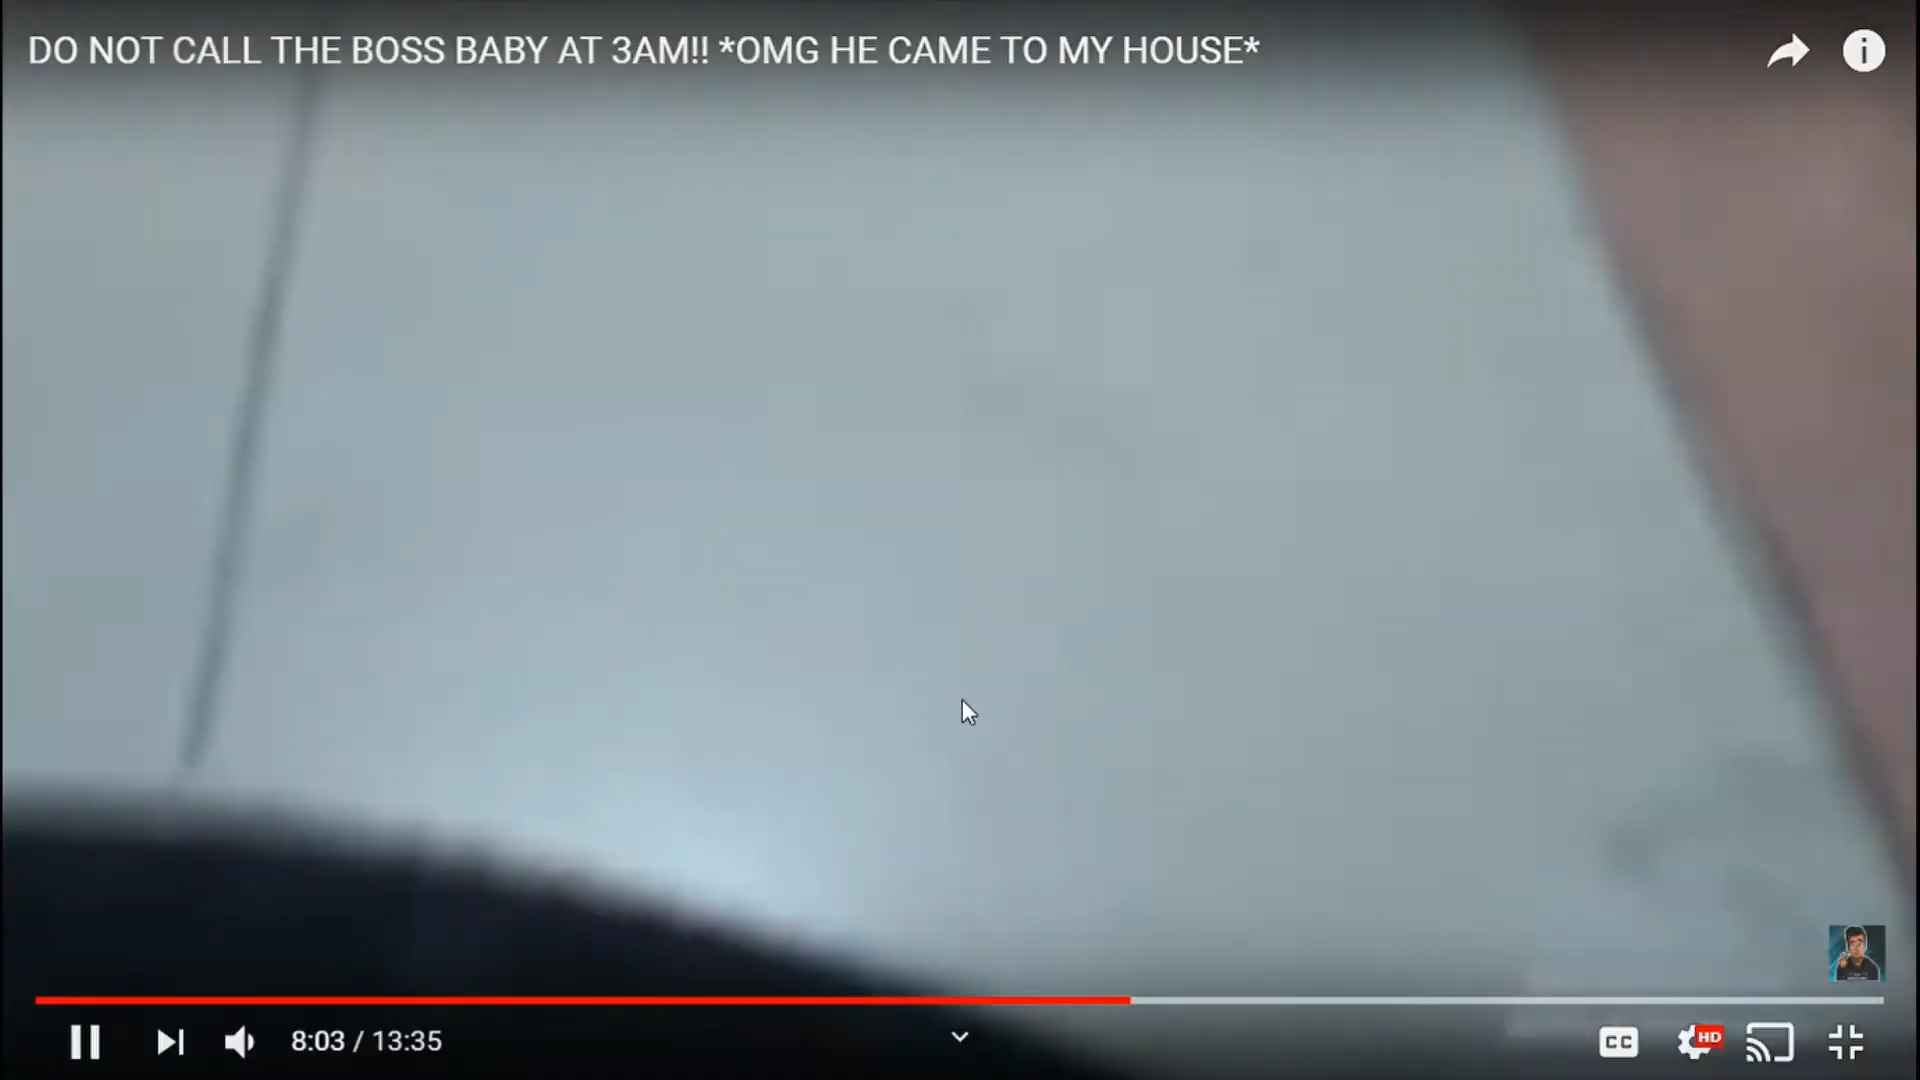 DO NOT CALL THE BOSS BABY AT 3AM!! *OMG HE CAME TO MY HOUSE*
8:03 / 13:35
CC
HD